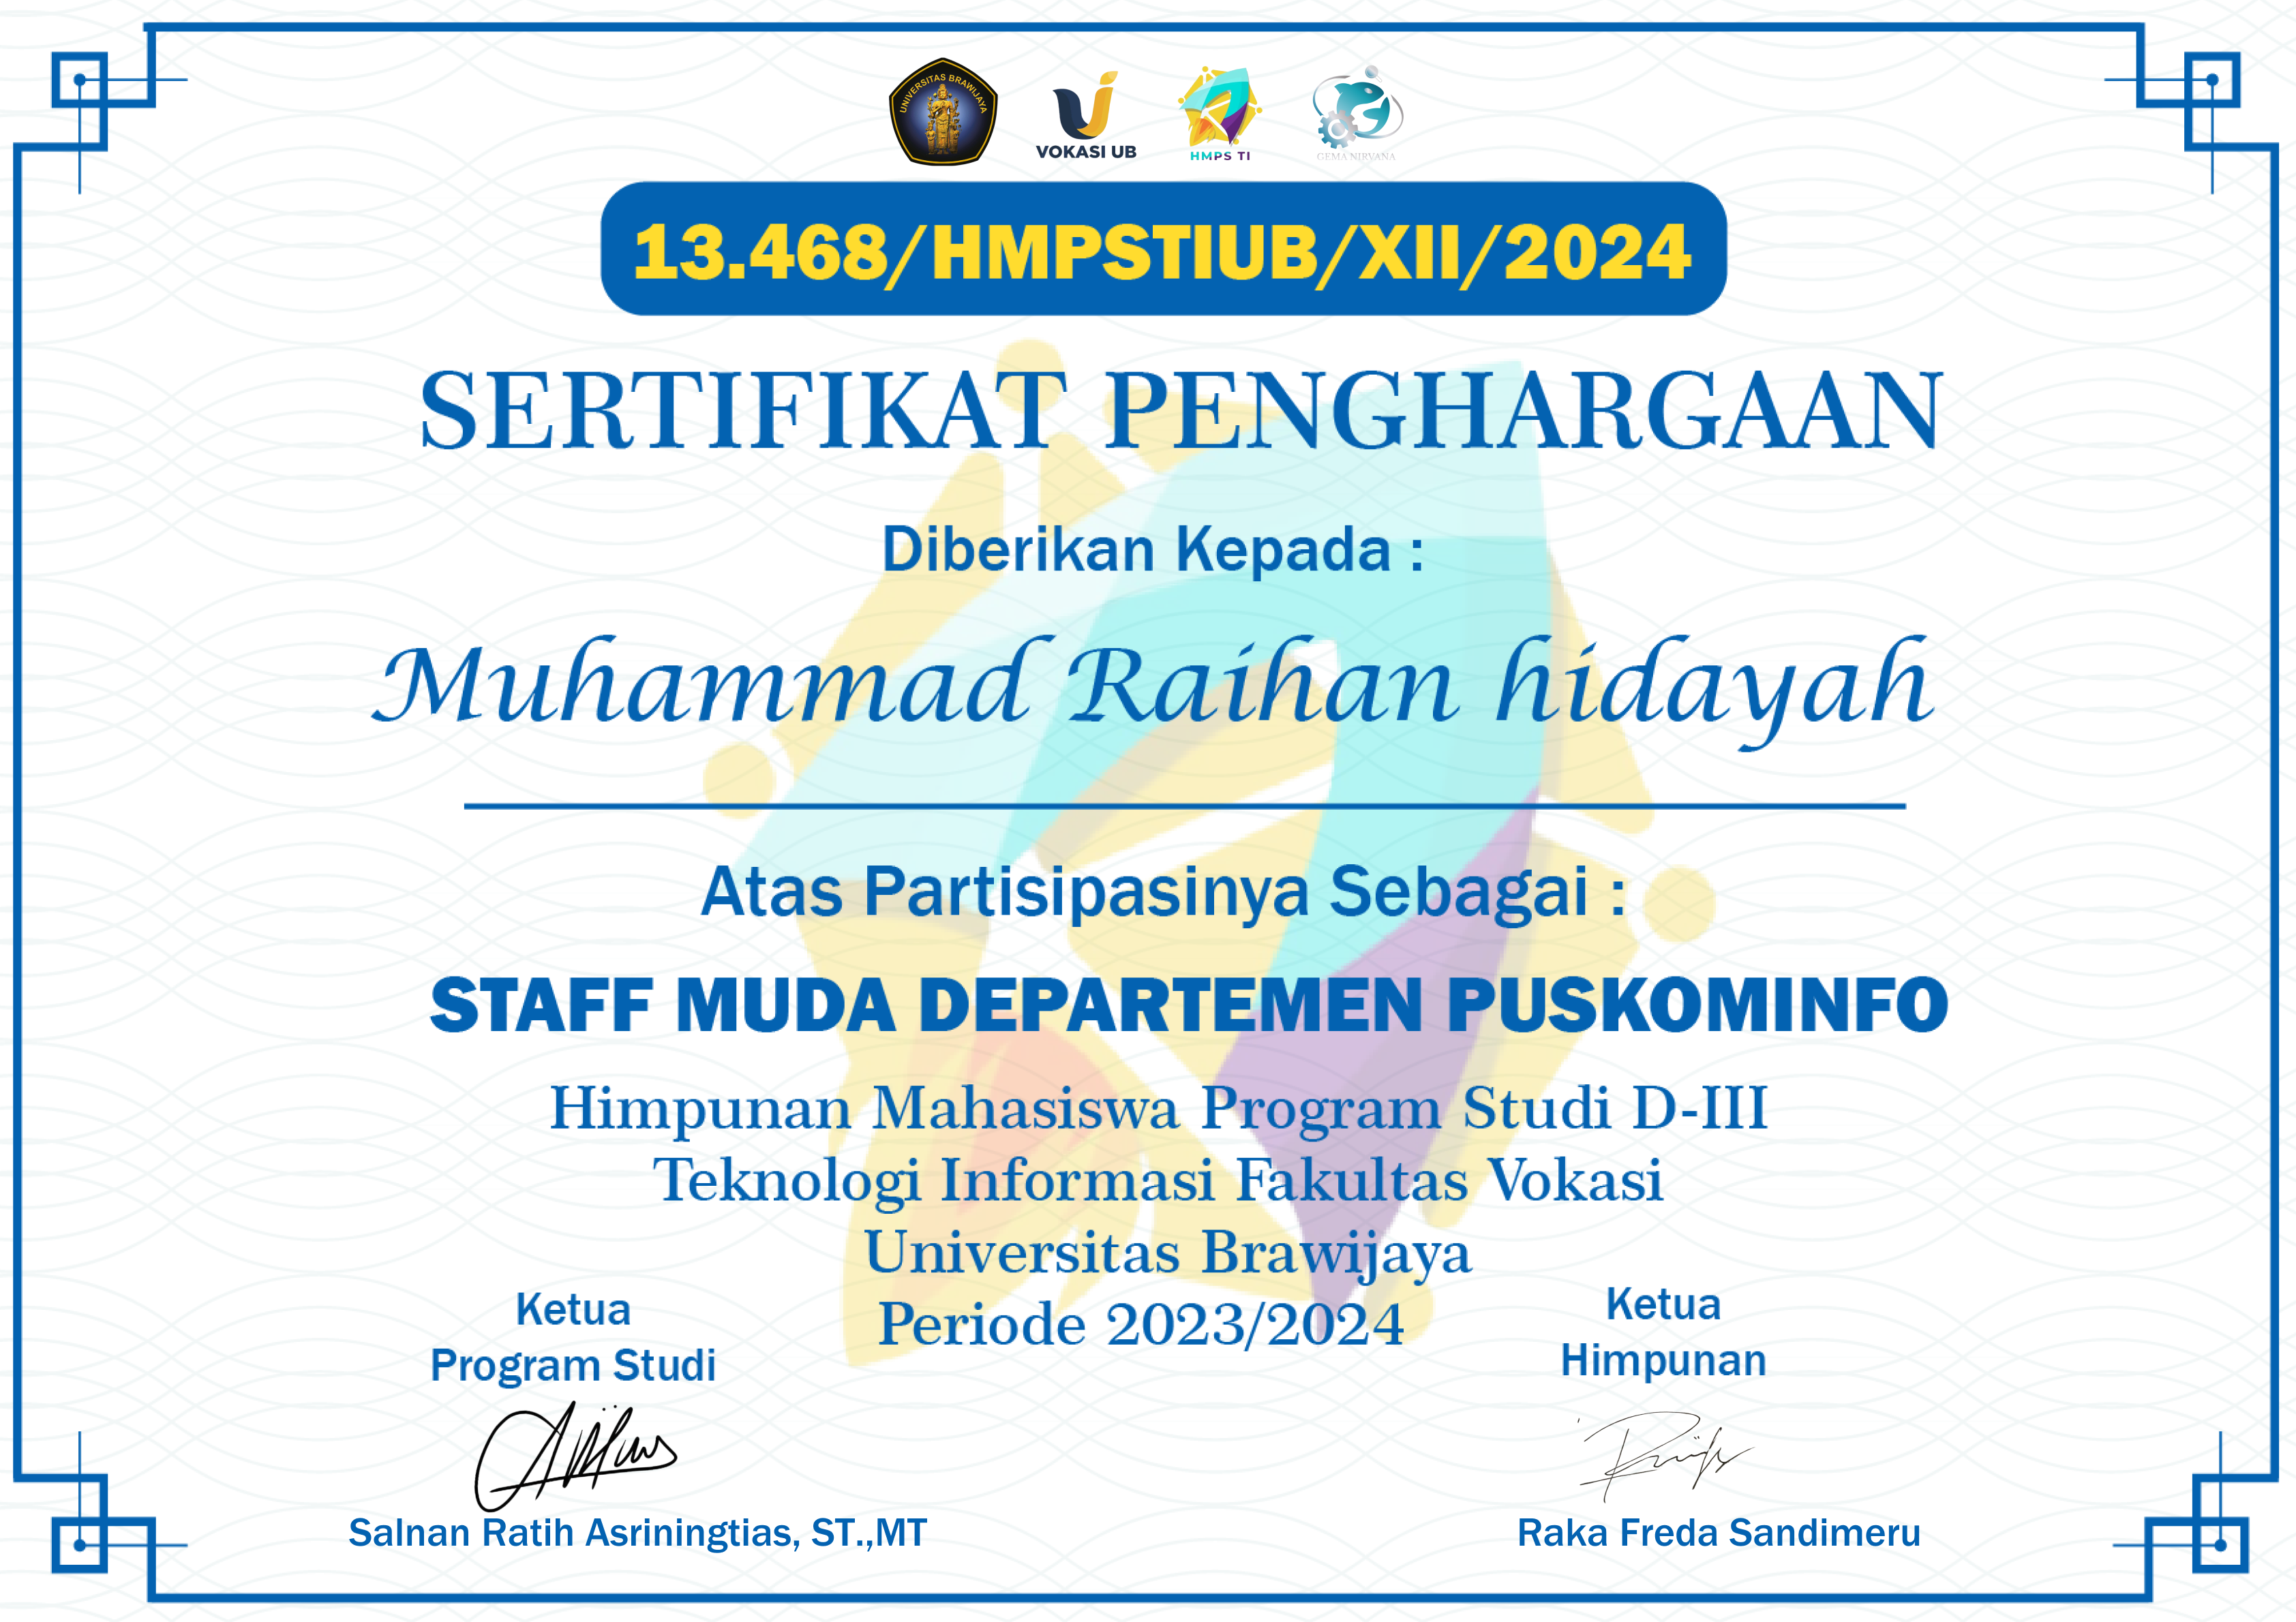 UNIVERSITAS BRAWIJAYA
VOKASI UB
HMPS TI
GEMA NIRVANA
13.468/HMPSTIUB/XII/2024
SERTIFIKAT PENGHARGAAN
Diberikan Kepada :
Muhammad Raihan hidayah
Atas Partisipasinya Sebagai :
STAFF MUDA DEPARTEMEN PUSKOMINFO
Himpunan Mahasiswa Program Studi D-III
Teknologi Informasi Fakultas Vokasi
Universitas Brawijaya
Periode 2023/2024
Ketua
Program Studi
Salnan Ratih Asriningtias, ST.,MT
Ketua
Himpunan
Raka Freda Sandimeru